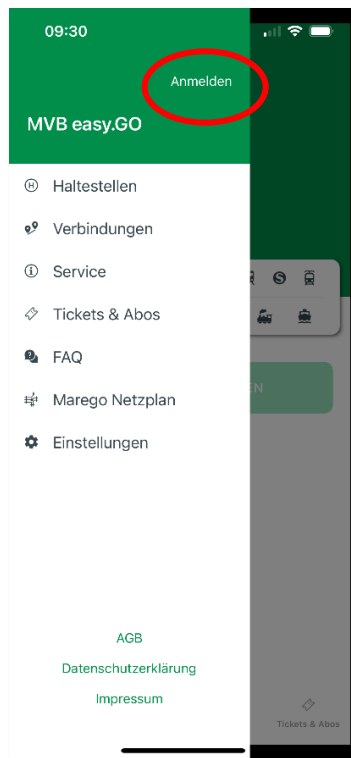 09:30
Anmelden
MVB easy.GO
Haltestellen
Verbindungen
Service
Tickets & Abos
FAQ
Marego Netzplan
Einstellungen
EN
AGB
Datenschutzerklärung
Impressum
Tickets & Abos